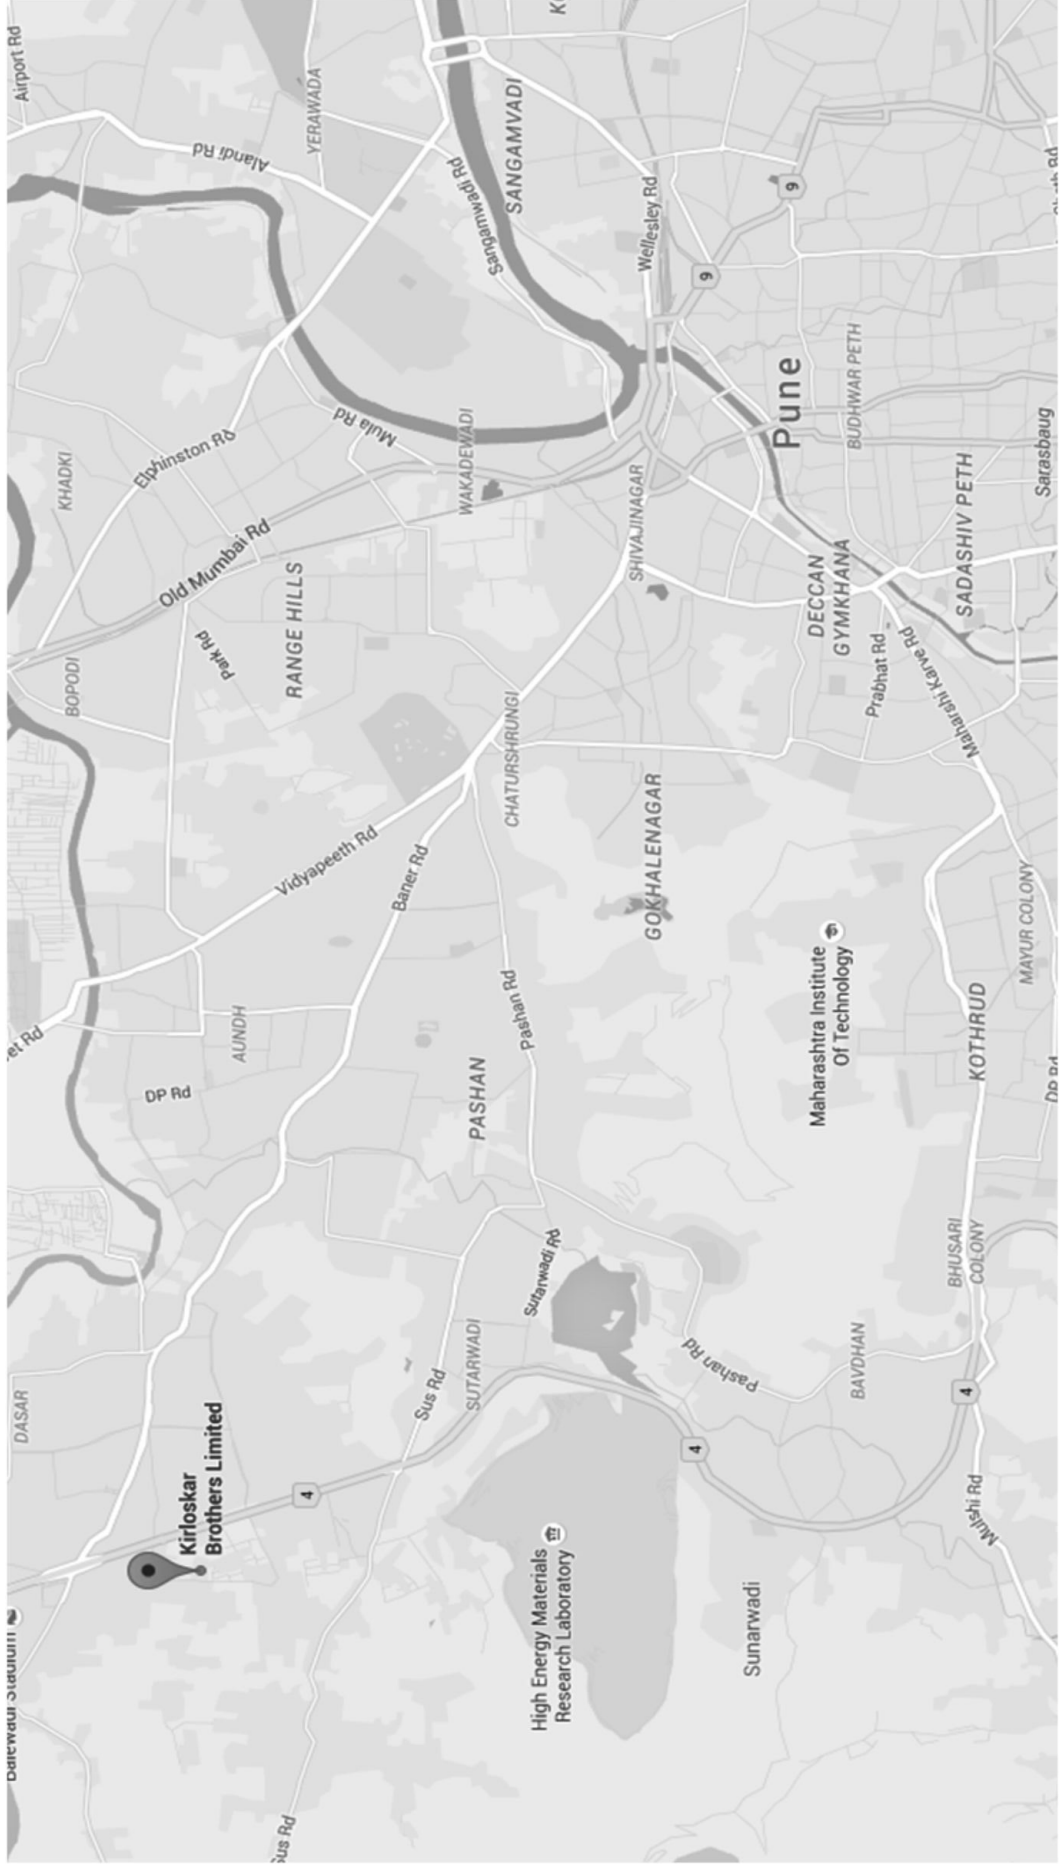 Balewadi Stadium
Kirloskar
Brothers Limited
DASAR
4
Sus Rd
Sus Rd
SUTARWADI
Sutarwadi Rd
High Energy Materials
Research Laboratory
Sunarwadi
4
Pashan Rd
BAVDHAN
4
Mulshi Rd
BHUSARI
COLONY
DP Rd
AUNDH
PASHAN
Pashan Rd
Baner Rd
Vidyapeeth Rd
Maharashtra Institute
Of Technology
KOTHRUD
DP Rd
MAYUR COLONY
GOKHALENAGAR
CHATURSHRUNGI
BOPODI
Park Rd
RANGE HILLS
Old Mumbai Rd
KHADKI
Elphinston Rd
Mula Rd
WAKADEWADI
SHIVAJINAGAR
DECCAN
GYMKHANA
Prabhat Rd
Maharshi Karve Rd
SADASHIV PETH
Sarasbaug
BUDHWAR PETH
Pune
9
9
Wellesley Rd
Sangamwadi Rd
SANGAMVADI
YERAWADA
Alandi Rd
Airport Rd